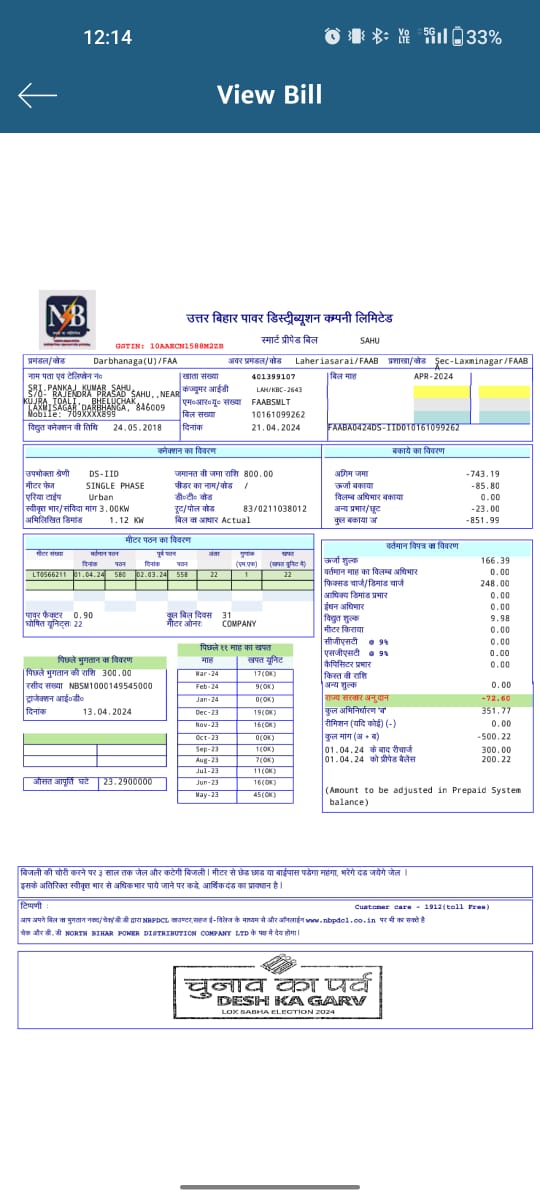 12:14
Vo LTE 5G 33%
View Bill
NB
उत्तर बिहार पावर डिस्ट्रीब्यूशन कम्पनी लिमिटेड
स्मार्ट प्रीपेड बिल SAHU
GSTIN: 10AAECN1588M2ZB
प्रमंडल/कोड Darbhanaga(U)/FAA अवर प्रमंडल/कोड Laheriasarai/FAAB प्रशाखा/कोड Sec-Laxminagar/FAAB
A
नाम पता एवं टेलिफोन न० खाता संख्या 401399107 बिल माह APR-2024
SRI.PANKAJ KUMAR SAHU
S/O- RAJENDRA PRASAD SAHU,,NEAR कंज्यूमर आईडी LAH/KBC-2643
KUJRA TOALI, BHELUCHAK, एम०आर०यू० संख्या FAABSMLT
LAXMISAGAR DARBHANGA, 846009
Mobile: 709XXXX899 बिल संख्या 10161099262
विद्युत कनेक्शन की तिथि 24.05.2018 दिनांक 21.04.2024 FAABA0424DS-IID010161099262
कनेक्शन का विवरण बकाये का विवरण
उपभोक्ता श्रेणी DS-IID जमानत की जमा राशि 800.00 अग्रिम जमा -743.19
मीटर फेज SINGLE PHASE फीडर का नाम/कोड / ऊर्जा बकाया -85.80
एरिया टाईप Urban डी०टी० कोड विलम्ब अधिभार बकाया 0.00
स्वीकृत भार/संविदा मांग 3.00KW रूट/पोल कोड 83/0211038012 अन्य प्रभार/छूट -23.00
अभिलिखित डिमांड 1.12 KW बिल का आधार Actual कुल बकाया 'अ' -851.99
मीटर पठन का विवरण वर्तमान विपत्र का विवरण
मीटर संख्या वर्तमान पठन पूर्व पठन अंतर गुणांक खपत
दिनांक पठन दिनांक पठन (एम.एफ) (खपत यूनिट में)
LT0566211 01.04.24 580 02.03.24 558 22 1 22
पावर फैक्टर 0.90 कुल बिल दिवस 31
घोषित यूनिट्स: 22 मीटर ओनर: COMPANY
ऊर्जा शुल्क 166.39
वर्तमान माह का विलम्ब अधिभार 0.00
फिक्सड चार्ज/डिमांड चार्ज 248.00
आधिक्य डिमांड प्रभार 0.00
ईंधन अधिभार 0.00
विद्युत शुल्क 9.98
मीटर किराया 0.00
सीजीएसटी @ 9% 0.00
एसजीएसटी @ 9% 0.00
कैपिसिटर प्रभार 0.00
किस्त की राशि
अन्य शुल्क 0.00
राज्य सरकार अनुदान -72.60
कुल अभिनिर्धारण 'ब' 351.77
रीमिशन (यदि कोई) (-) 0.00
कुल मांग (अ + ब) -500.22
01.04.24 के बाद रीचार्ज 300.00
01.04.24 को प्रीपेड बैलेंस 200.22
(Amount to be adjusted in Prepaid System
balance)
पिछले भुगतान का विवरण
पिछले भुगतान की राशि 300.00
रसीद संख्या NBSM1000149545000
ट्रांजेक्शन आई०डी०
दिनांक 13.04.2024
औसत आपूर्ति घंटे 23.2900000
पिछले ११ माह का खपत
माह खपत यूनिट
Mar-24 17(OK)
Feb-24 9(OK)
Jan-24 0(OK)
Dec-23 19(OK)
Nov-23 16(OK)
Oct-23 0(OK)
Sep-23 1(OK)
Aug-23 7(OK)
Jul-23 11(OK)
Jun-23 16(OK)
May-23 45(OK)
बिजली की चोरी करने पर ३ साल तक जेल और कटेगी बिजली। मीटर से छेड़ छाड़ या बाईपास पड़ेगा महंगा, भरेंगे दंड जायेंगे जेल ।
इसके अतिरिक्त स्वीकृत भार से अधिक भार पाये जाने पर कड़े, आर्थिक दंड का प्रावधान है।
टिप्पणी : Customer care - 1912(toll Free)
आप अपने बिल का भुगतान नकद/चेक/डी.डी द्वारा NBPDCL काउन्टर,सहज ई-विलेज के माध्यम से और ऑनलाईन www.nbpdcl.co.in पर भी कर सकते है
चेक और डी. डी NORTH BIHAR POWER DISTRIBUTION COMPANY LTD के पक्ष में देय होगा।
चुनाव का पर्व
DESH KA GARV
LOK SABHA ELECTION 2024